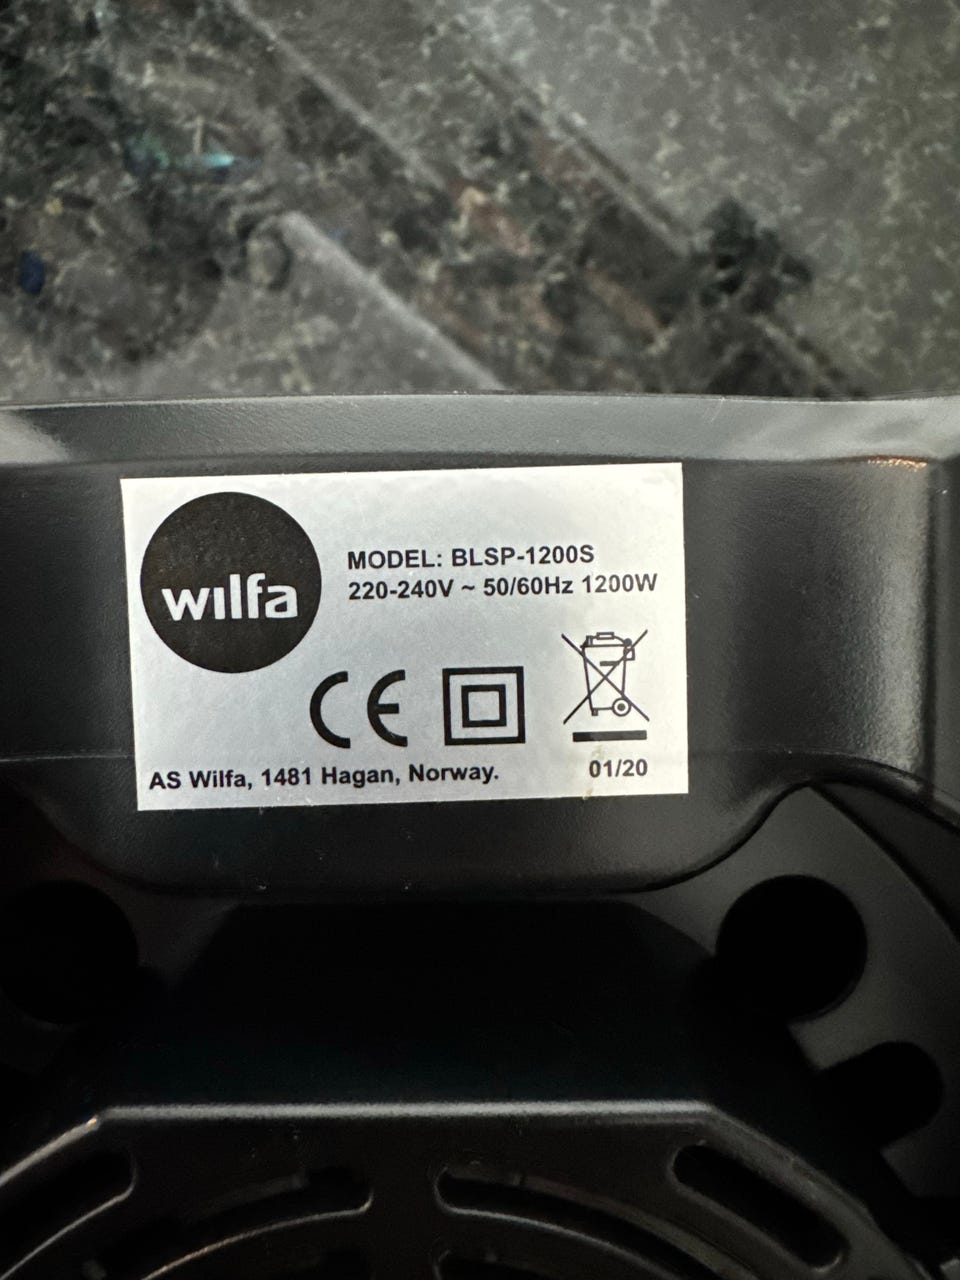 wilfa
MODEL: BLSP-1200S
220-240V ~ 50/60Hz 1200W
CE
AS Wilfa, 1481 Hagan, Norway.
01/20